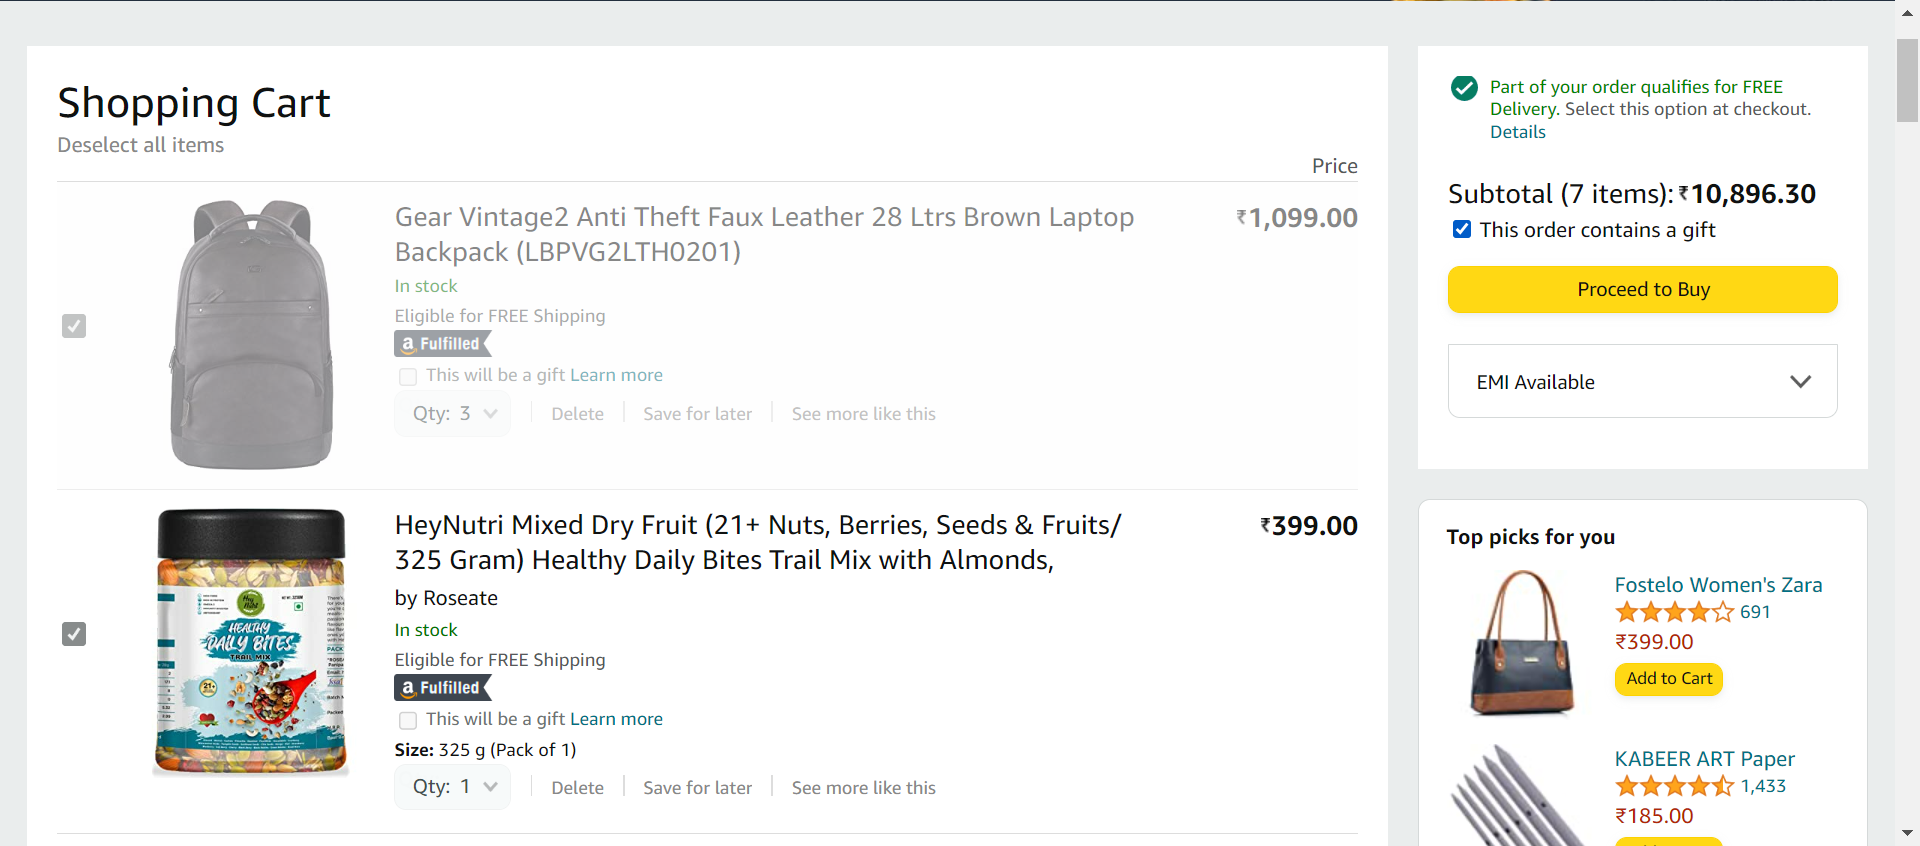 Shopping Cart
Deselect all items
Price
Gear Vintage2 Anti Theft Faux Leather 28 Ltrs Brown Laptop
Backpack (LBPVG2LTH0201)
₹1,099.00
In stock
Eligible for FREE Shipping
a Fulfilled
This will be a gift Learn more
Qty: 3
Delete
Save for later
See more like this
HeyNutri Mixed Dry Fruit (21+ Nuts, Berries, Seeds & Fruits/
325 Gram) Healthy Daily Bites Trail Mix with Almonds,
₹399.00
by Roseate
In stock
Eligible for FREE Shipping
a Fulfilled
This will be a gift Learn more
Size: 325 g (Pack of 1)
Qty: 1
Delete
Save for later
See more like this
HEALTHY
DAILY BITES
TRAIL MIX
21+
Part of your order qualifies for FREE
Delivery. Select this option at checkout.
Details
Subtotal (7 items): ₹10,896.30
This order contains a gift
Proceed to Buy
EMI Available
Top picks for you
Fostelo Women's Zara
691
₹399.00
Add to Cart
KABEER ART Paper
1,433
₹185.00